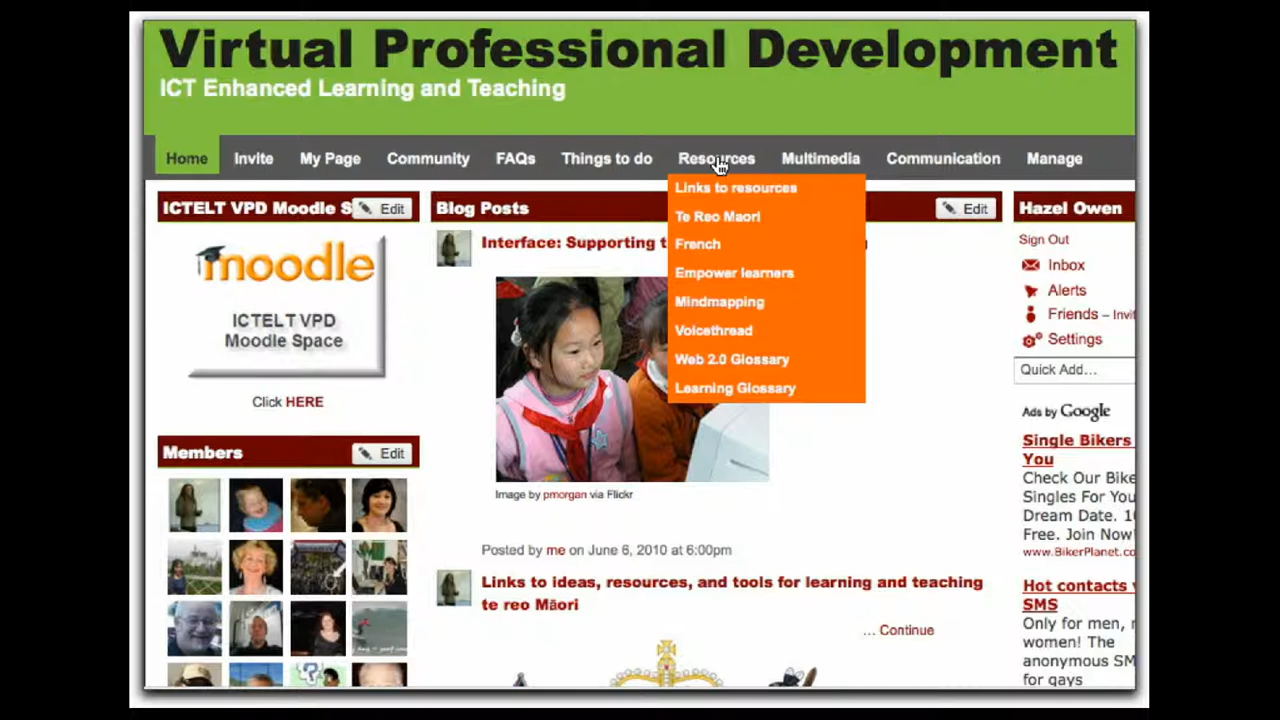 Virtual Professional Development
ICT Enhanced Learning and Teaching
Home Invite My Page Community FAQs Things to do Resources Multimedia Communication Manage
Links to resources
Te Reo Maori
French
Empower learners
Mindmapping
Voicethread
Web 2.0 Glossary
Learning Glossary
ICTELT VPD Moodle S Edit
moodle
ICTELT VPD
Moodle Space
Click HERE
Members Edit
Blog Posts Edit
Interface: Supporting
Image by pmorgan via Flickr
Posted by me on June 6, 2010 at 6:00pm
Links to ideas, resources, and tools for learning and teaching
te reo Māori
... Continue
Hazel Owen
Sign Out
Inbox
Alerts
Friends – Invi
Settings
Quick Add...
Ads by Google
Single Bikers
You
Check Our Bik
Singles For You
Dream Date. 10
Free. Join Now!
www.BikerPlanet.co
Hot contacts
SMS
Only for men, n
women! The
anonymous SM
for gays